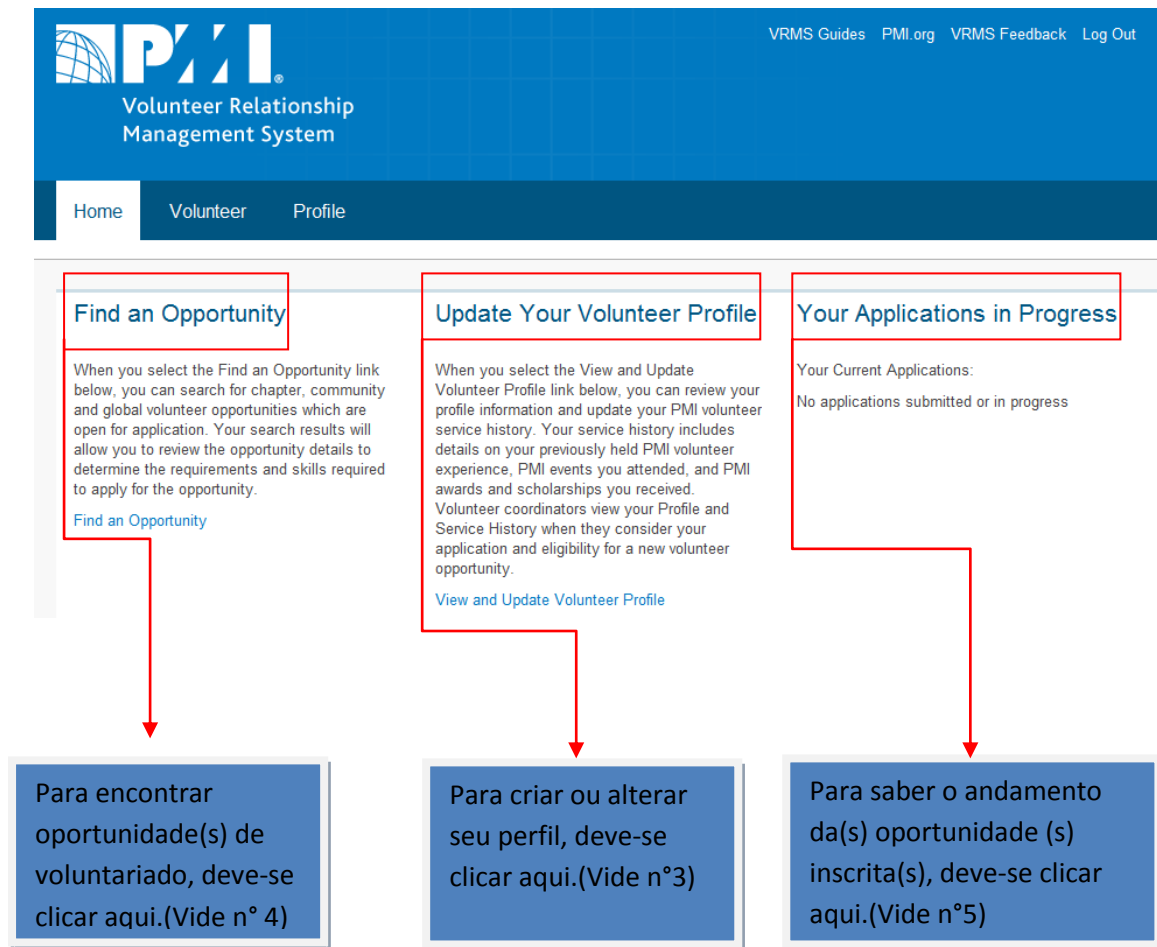 PMI®
Volunteer Relationship
Management System
VRMS Guides PMI.org VRMS Feedback Log Out
Home Volunteer Profile
Find an Opportunity
When you select the Find an Opportunity link
below, you can search for chapter, community
and global volunteer opportunities which are
open for application. Your search results will
allow you to review the opportunity details to
determine the requirements and skills required
to apply for the opportunity.
Find an Opportunity
Update Your Volunteer Profile
When you select the View and Update
Volunteer Profile link below, you can review your
profile information and update your PMI volunteer
service history. Your service history includes
details on your previously held PMI volunteer
experience, PMI events you attended, and PMI
awards and scholarships you received.
Volunteer coordinators view your Profile and
Service History when they consider your
application and eligibility for a new volunteer
opportunity.
View and Update Volunteer Profile
Your Applications in Progress
Your Current Applications:
No applications submitted or in progress
Para encontrar
oportunidade(s) de
voluntariado, deve-se
clicar aqui.(Vide n° 4)
Para criar ou alterar
seu perfil, deve-se
clicar aqui.(Vide n°3)
Para saber o andamento
da(s) oportunidade (s)
inscrita(s), deve-se clicar
aqui.(Vide n°5)